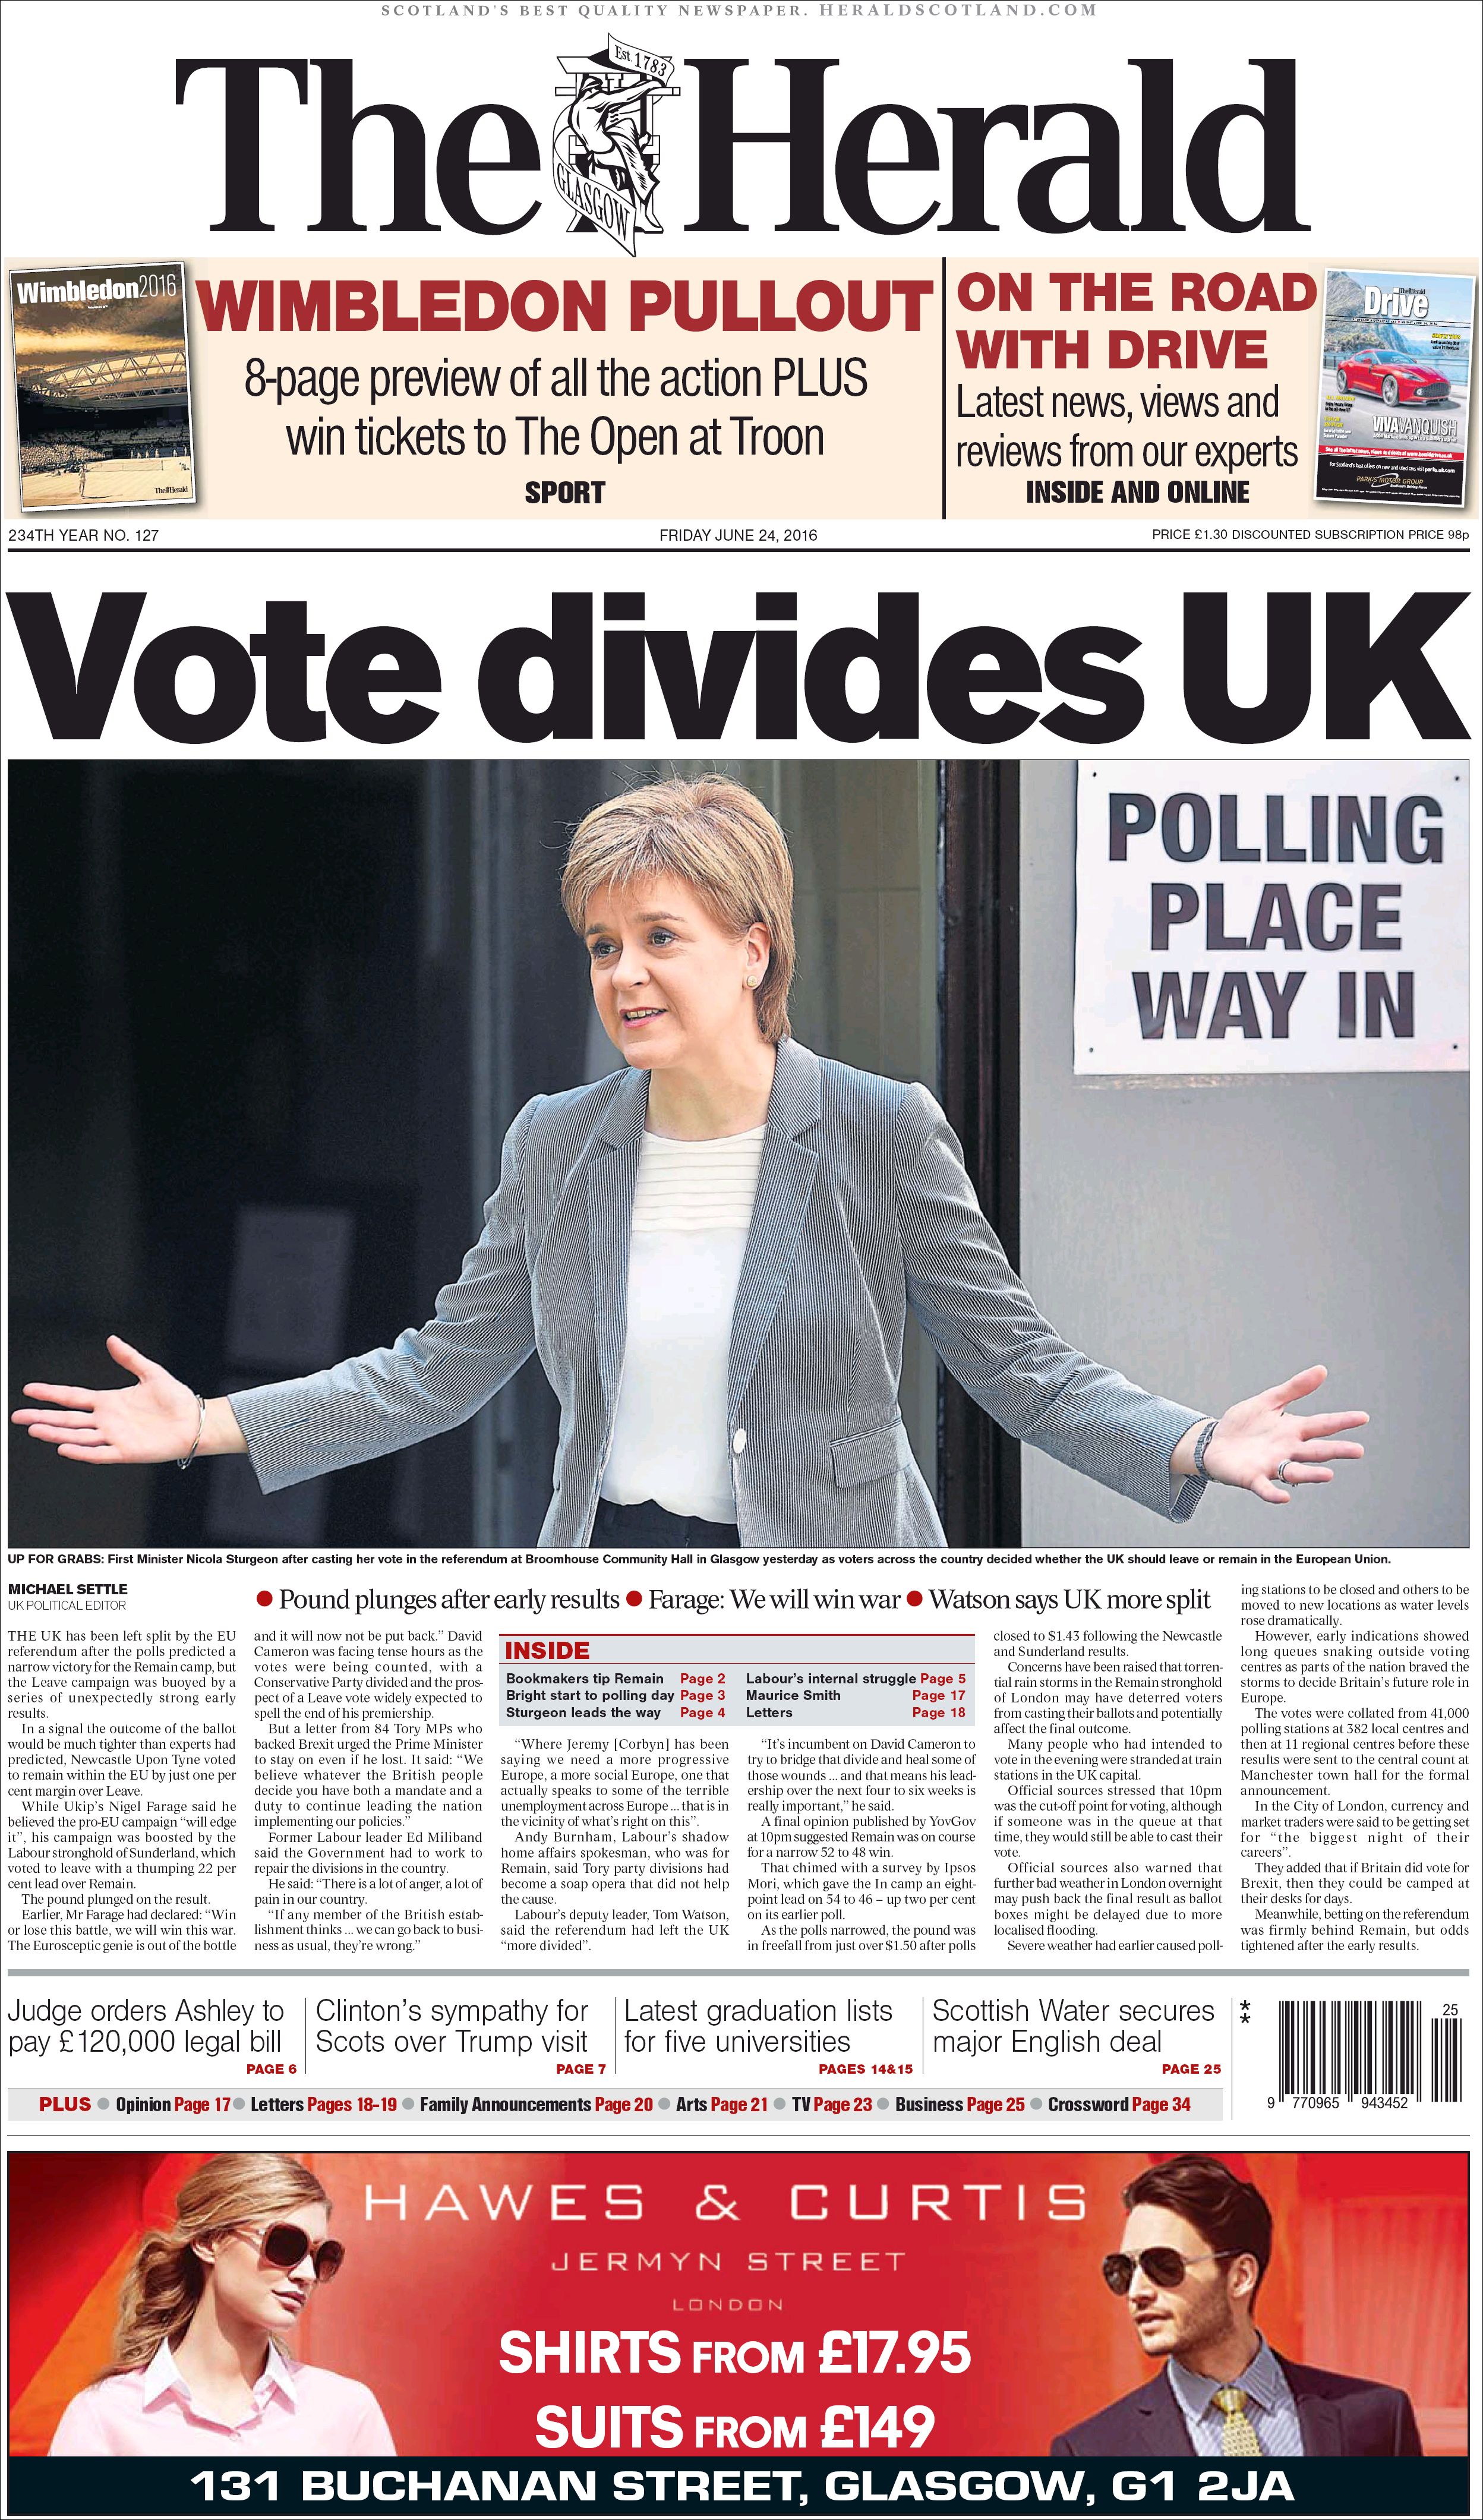 SCOTLAND'S BEST QUALITY NEWSPAPER. HERALDSCOTLAND.COM
The Herald
Est. 1783
GLASGOW
Wimbledon2016
The Herald
WIMBLEDON PULLOUT
8-page preview of all the action PLUS
win tickets to The Open at Troon
SPORT
ON THE ROAD
WITH DRIVE
Latest news, views and
reviews from our experts
INSIDE AND ONLINE
The Herald
Drive
VIVA VANQUISH
PARK'S MOTOR GROUP
234TH YEAR NO. 127
FRIDAY JUNE 24, 2016
PRICE £1.30 DISCOUNTED SUBSCRIPTION PRICE 98p
Vote divides UK
POLLING
PLACE
WAY IN
UP FOR GRABS: First Minister Nicola Sturgeon after casting her vote in the referendum at Broomhouse Community Hall in Glasgow yesterday as voters across the country decided whether the UK should leave or remain in the European Union.
MICHAEL SETTLE
UK POLITICAL EDITOR
● Pound plunges after early results ● Farage: We will win war ● Watson says UK more split
THE UK has been left split by the EU
referendum after the polls predicted a
narrow victory for the Remain camp, but
the Leave campaign was buoyed by a
series of unexpectedly strong early
results.
In a signal the outcome of the ballot
would be much tighter than experts had
predicted, Newcastle Upon Tyne voted
to remain within the EU by just one per
cent margin over Leave.
While Ukip's Nigel Farage said he
believed the pro-EU campaign "will edge
it", his campaign was boosted by the
Labour stronghold of Sunderland, which
voted to leave with a thumping 22 per
cent lead over Remain.
The pound plunged on the result.
Earlier, Mr Farage had declared: "Win
or lose this battle, we will win this war.
The Eurosceptic genie is out of the bottle
and it will now not be put back." David
Cameron was facing tense hours as the
votes were being counted, with a
Conservative Party divided and the pros-
pect of a Leave vote widely expected to
spell the end of his premiership.
But a letter from 84 Tory MPs who
backed Brexit urged the Prime Minister
to stay on even if he lost. It said: "We
believe whatever the British people
decide you have both a mandate and a
duty to continue leading the nation
implementing our policies."
Former Labour leader Ed Miliband
said the Government had to work to
repair the divisions in the country.
He said: "There is a lot of anger, a lot of
pain in our country.
"If any member of the British estab-
lishment thinks ... we can go back to busi-
ness as usual, they're wrong."
INSIDE
Bookmakers tip Remain Page 2
Bright start to polling day Page 3
Sturgeon leads the way Page 4
Labour's internal struggle Page 5
Maurice Smith Page 17
Letters Page 18
"Where Jeremy [Corbyn] has been
saying we need a more progressive
Europe, a more social Europe, one that
actually speaks to some of the terrible
unemployment across Europe ... that is in
the vicinity of what's right on this".
Andy Burnham, Labour's shadow
home affairs spokesman, who was for
Remain, said Tory party divisions had
become a soap opera that did not help
the cause.
Labour's deputy leader, Tom Watson,
said the referendum had left the UK
"more divided".
"It's incumbent on David Cameron to
try to bridge that divide and heal some of
those wounds ... and that means his lead-
ership over the next four to six weeks is
really important," he said.
A final opinion published by YovGov
at 10pm suggested Remain was on course
for a narrow 52 to 48 win.
That chimed with a survey by Ipsos
Mori, which gave the In camp an eight-
point lead on 54 to 46 – up two per cent
on its earlier poll.
As the polls narrowed, the pound was
in freefall from just over $1.50 after polls
closed to $1.43 following the Newcastle
and Sunderland results.
Concerns have been raised that torren-
tial rain storms in the Remain stronghold
of London may have deterred voters
from casting their ballots and potentially
affect the final outcome.
Many people who had intended to
vote in the evening were stranded at train
stations in the UK capital.
Official sources stressed that 10pm
was the cut-off point for voting, although
if someone was in the queue at that
time, they would still be able to cast their
vote.
Official sources also warned that
further bad weather in London overnight
may push back the final result as ballot
boxes might be delayed due to more
localised flooding.
Severe weather had earlier caused poll-
ing stations to be closed and others to be
moved to new locations as water levels
rose dramatically.
However, early indications showed
long queues snaking outside voting
centres as parts of the nation braved the
storms to decide Britain's future role in
Europe.
The votes were collated from 41,000
polling stations at 382 local centres and
then at 11 regional centres before these
results were sent to the central count at
Manchester town hall for the formal
announcement.
In the City of London, currency and
market traders were said to be getting set
for "the biggest night of their
careers".
They added that if Britain did vote for
Brexit, then they could be camped at
their desks for days.
Meanwhile, betting on the referendum
was firmly behind Remain, but odds
tightened after the early results.
Judge orders Ashley to
pay £120,000 legal bill
PAGE 6
Clinton's sympathy for
Scots over Trump visit
PAGE 7
Latest graduation lists
for five universities
PAGES 14&15
Scottish Water secures
major English deal
PAGE 25
*
*
25
9 770965 943452
PLUS ● Opinion Page 17 ● Letters Pages 18-19 ● Family Announcements Page 20 ● Arts Page 21 ● TV Page 23 ● Business Page 25 ● Crossword Page 34
HAWES & CURTIS
JERMYN STREET
LONDON
SHIRTS FROM £17.95
SUITS FROM £149
131 BUCHANAN STREET, GLASGOW, G1 2JA